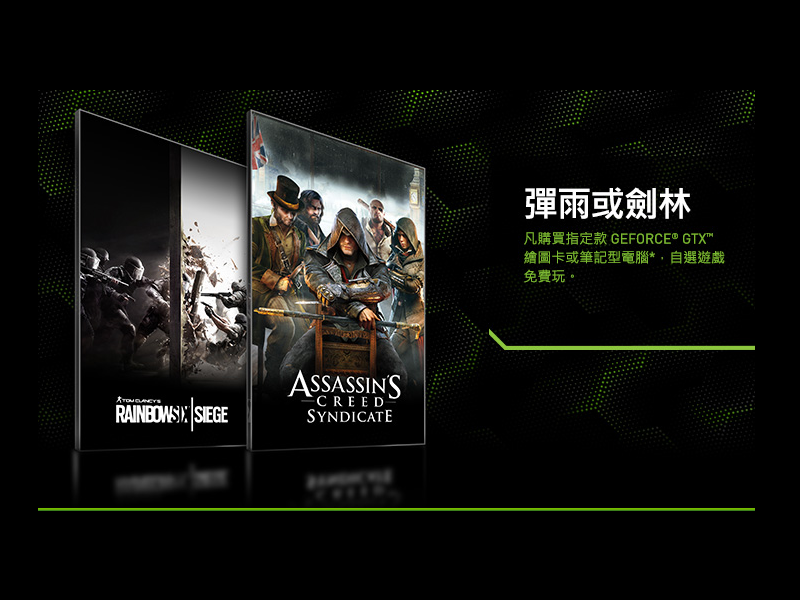 TOM CLANCY'S
RAINBOWSIX | SIEGE
ASSASSIN'S
CREED
SYNDICATE
彈雨或劍林
凡購買指定款 GEFORCE® GTX™
繪圖卡或筆記型電腦*，自選遊戲
免費玩。